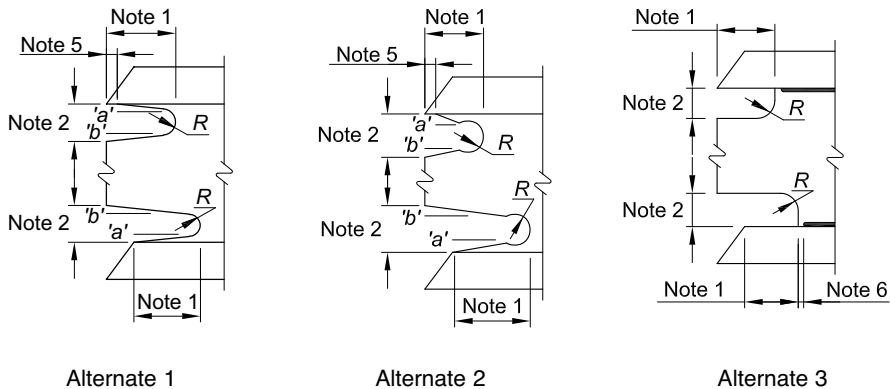 Note 1
Note 5
'a'
R
Note 2
'b'
R
'b'
Note 2
'a'
Note 1
Alternate 1
Note 1
Note 5
'a'
Note 2
R
'b'
R
'b'
Note 2
'a'
Note 1
Alternate 2
Note 1
Note 2
R
R
Note 2
Note 1
Note 6
Alternate 3